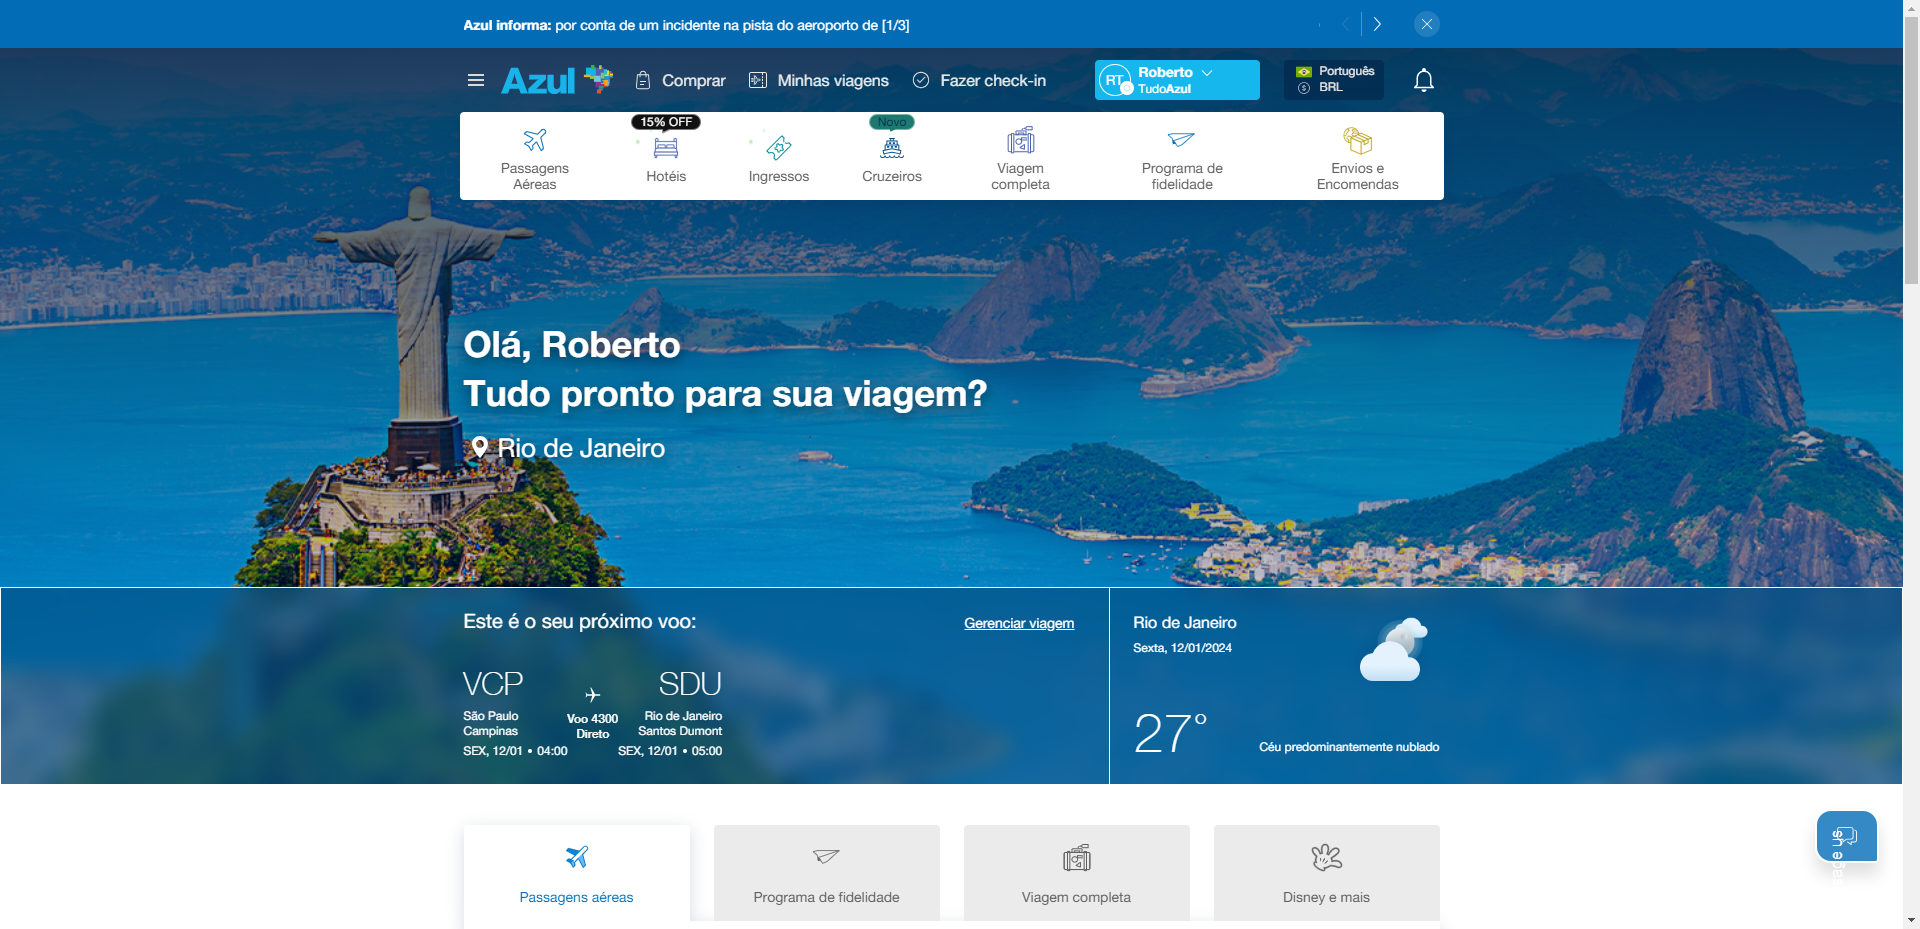 Azul informa: por conta de um incidente na pista do aeroporto de [1/3]
Azul
Comprar
Minhas viagens
Fazer check-in
RT
Roberto
TudoAzul
Português
BRL
15% OFF
Novo
Passagens
Aéreas
Hotéis
Ingressos
Cruzeiros
Viagem
completa
Programa de
fidelidade
Envios e
Encomendas
Olá, Roberto
Tudo pronto para sua viagem?
Rio de Janeiro
Este é o seu próximo voo:
Gerenciar viagem
VCP
SDU
São Paulo
Campinas
Voo 4300
Direto
Rio de Janeiro
Santos Dumont
SEX, 12/01 • 04:00
SEX, 12/01 • 05:00
Rio de Janeiro
Sexta, 12/01/2024
27°
Céu predominantemente nublado
Passagens aéreas
Programa de fidelidade
Viagem completa
Disney e mais